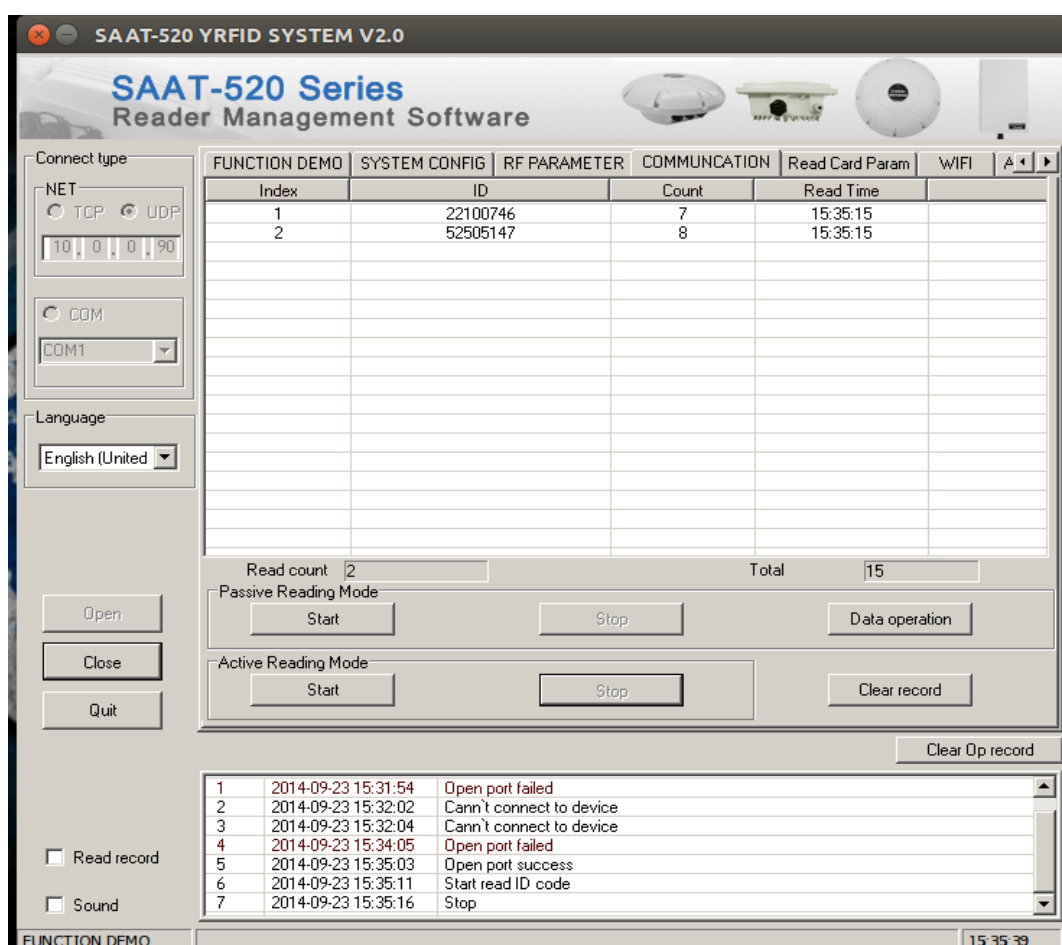 SAAT-520 YRFID SYSTEM V2.0
SAAT-520 Series
Reader Management Software
Connect type
NET
TCP UDP
10 . 0 . 0 . 90
COM
COM1
Language
English (United
Open
Close
Quit
Read record
Sound
FUNCTION DEMO SYSTEM CONFIG RF PARAMETER COMMUNCATION Read Card Param WIFI A
Index ID Count Read Time
1 22100746 7 15:35:15
2 52505147 8 15:35:15
Read count 2 Total 15
Passive Reading Mode
Start Stop Data operation
Active Reading Mode
Start Stop Clear record
Clear Op record
1 2014-09-23 15:31:54 Open port failed
2 2014-09-23 15:32:02 Cann`t connect to device
3 2014-09-23 15:32:04 Cann`t connect to device
4 2014-09-23 15:34:05 Open port failed
5 2014-09-23 15:35:03 Open port success
6 2014-09-23 15:35:11 Start read ID code
7 2014-09-23 15:35:16 Stop
FUNCTION DEMO 15:35:39